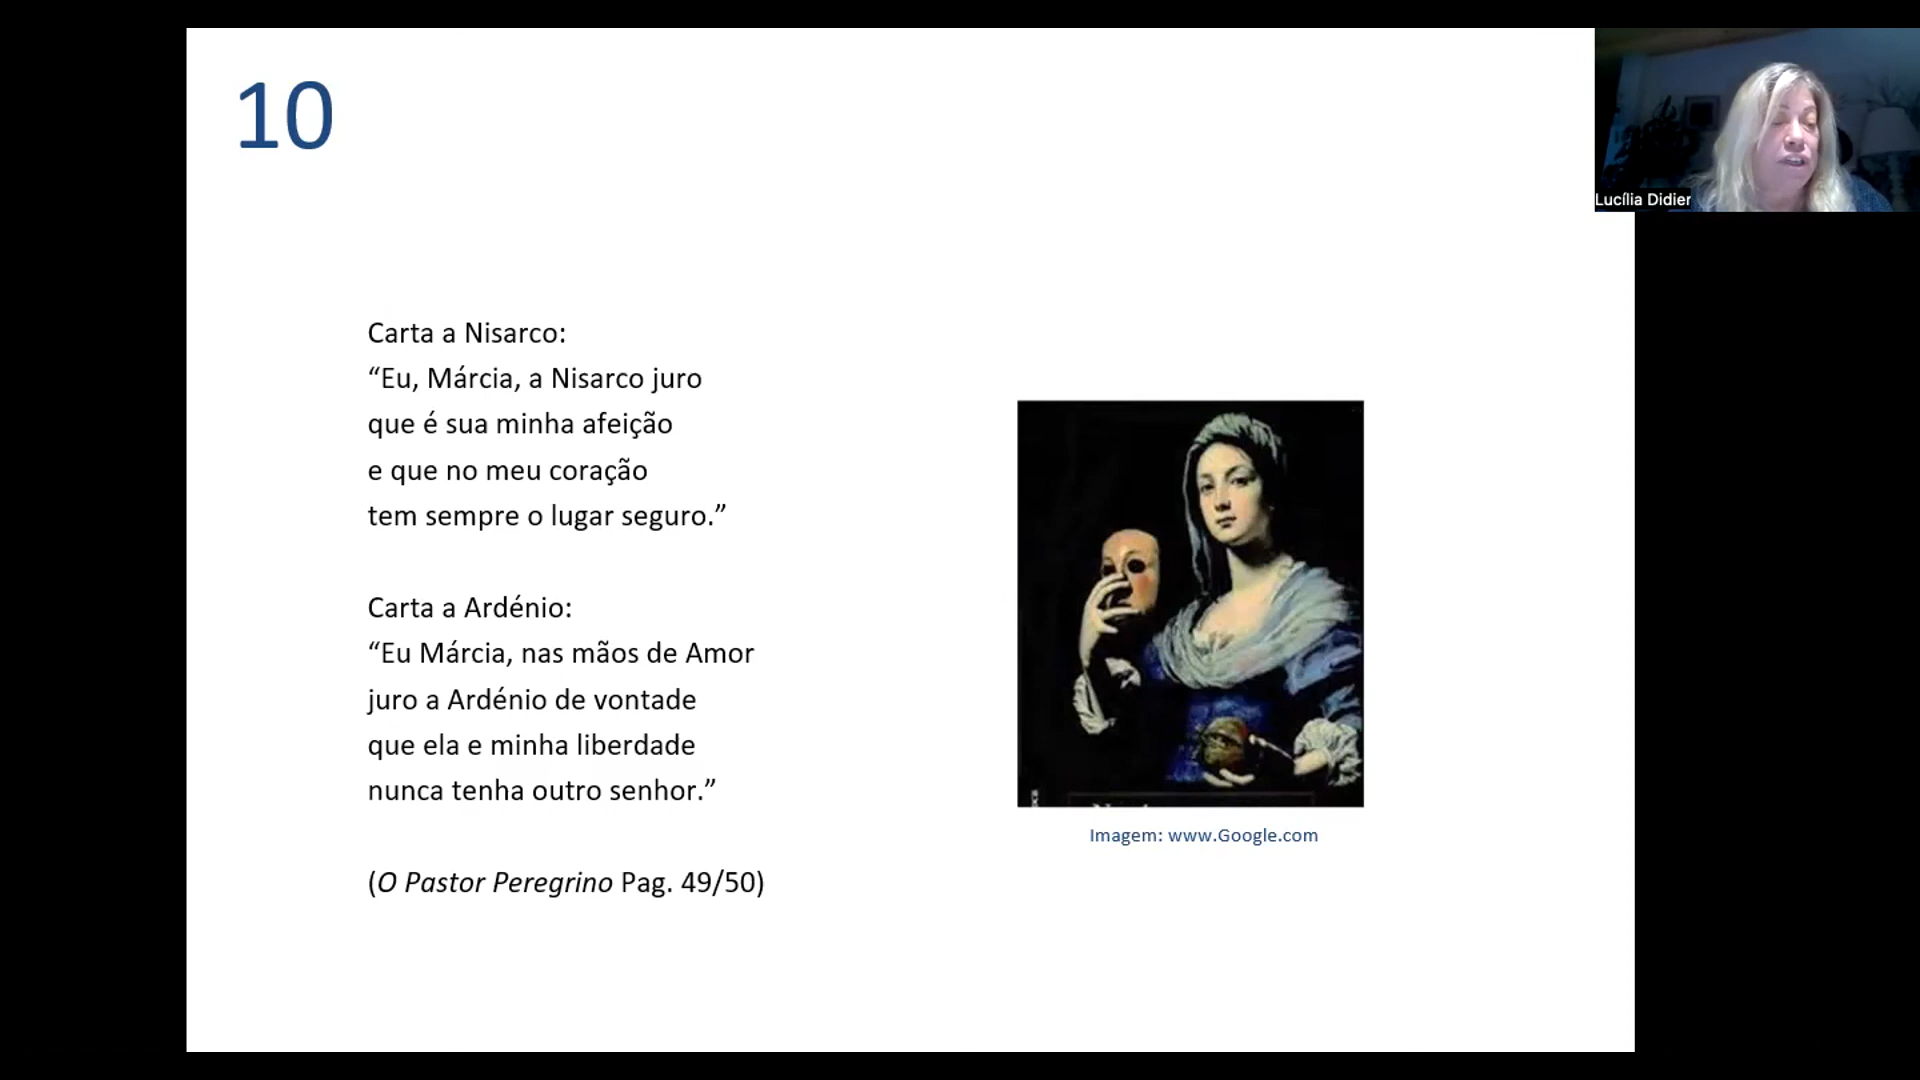 10
Lucília Didier
Carta a Nisarco:
“Eu, Márcia, a Nisarco juro
que é sua minha afeição
e que no meu coração
tem sempre o lugar seguro.”
Carta a Ardénio:
“Eu Márcia, nas mãos de Amor
juro a Ardénio de vontade
que ela e minha liberdade
nunca tenha outro senhor.”
(O Pastor Peregrino Pag. 49/50)
Imagem: www.Google.com